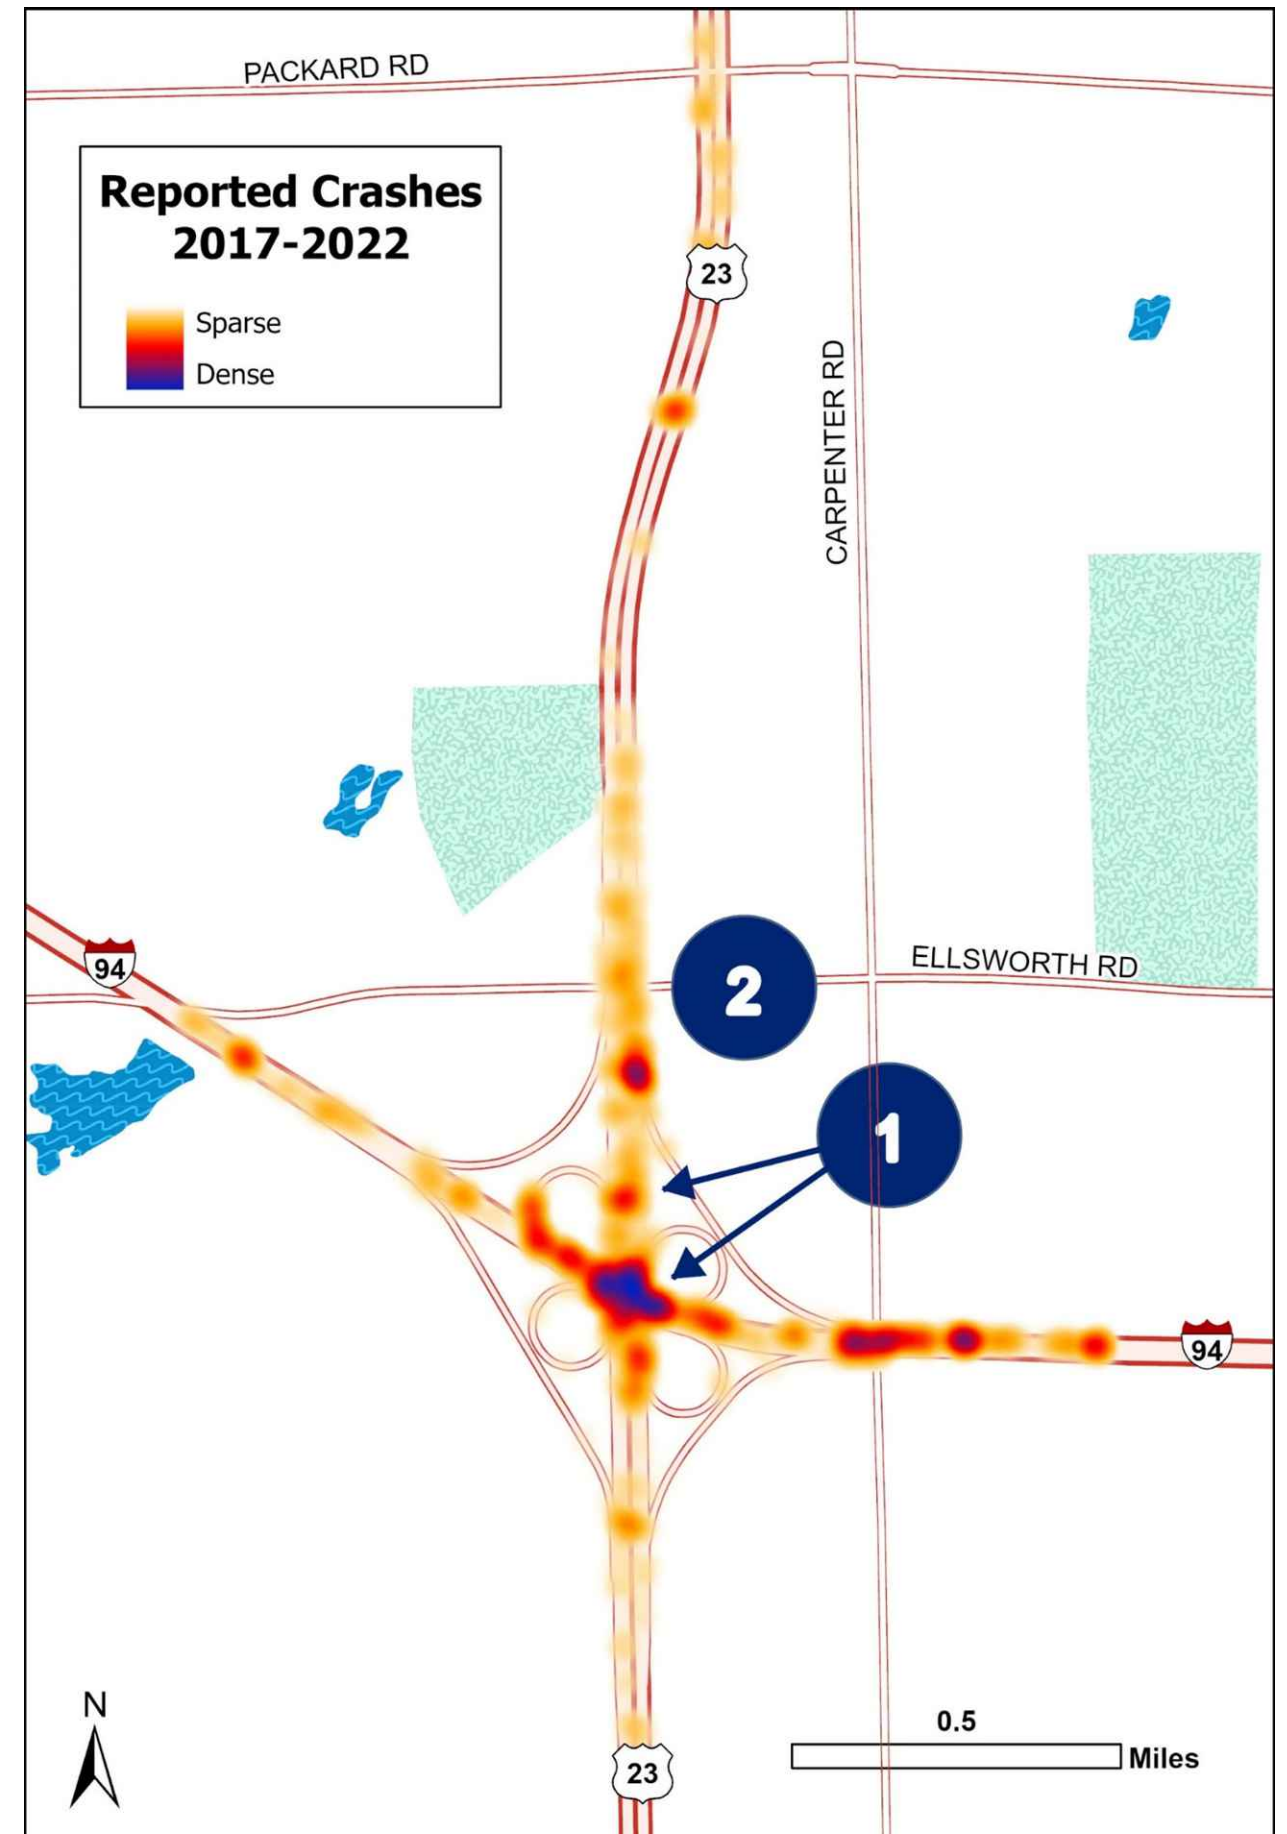 PACKARD RD
Reported Crashes
2017-2022
Sparse
Dense
23
CARPENTER RD
94
2
ELLSWORTH RD
1
94
N
0.5
Miles
23